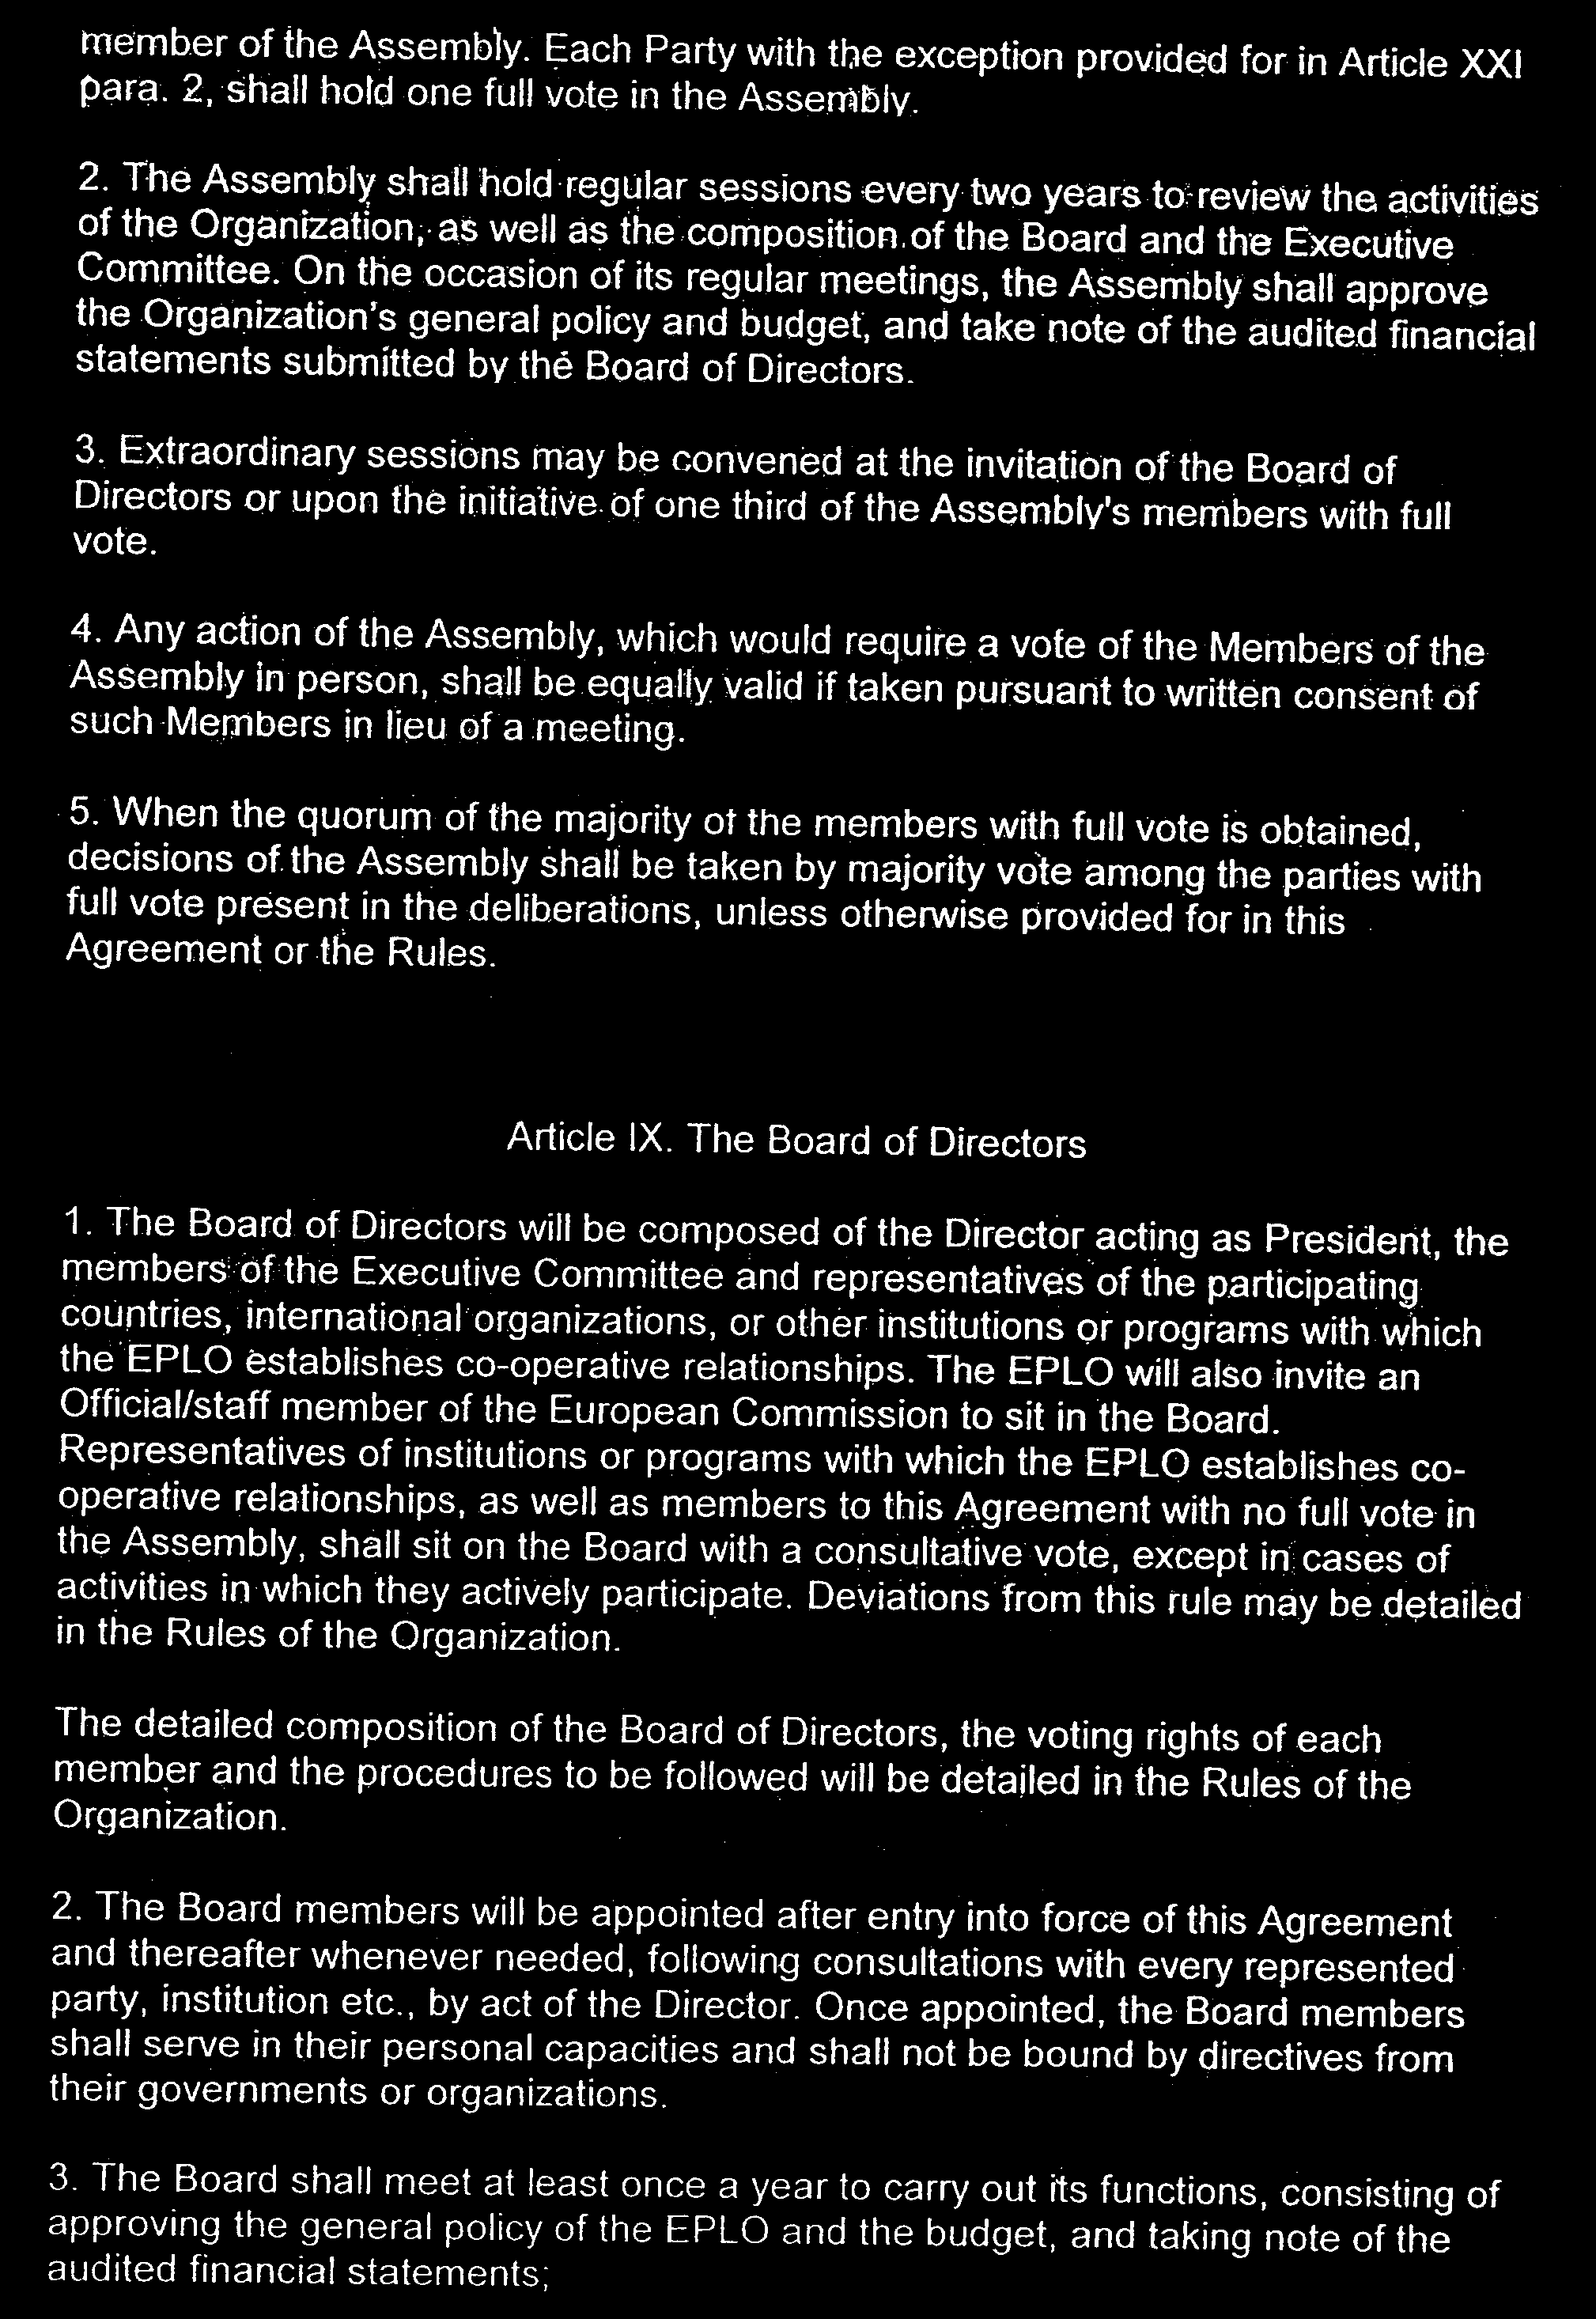 member of the Assembly. Each Party with the exception provided for in Article XXI
para. 2, shall hold one full vote in the Assembly.
2. The Assembly shall hold regular sessions every two years to review the activities
of the Organization, as well as the composition of the Board and the Executive
Committee. On the occasion of its regular meetings, the Assembly shall approve
the Organization's general policy and budget, and take note of the audited financial
statements submitted by the Board of Directors.
3. Extraordinary sessions may be convened at the invitation of the Board of
Directors or upon the initiative of one third of the Assembly's members with full
vote.
4. Any action of the Assembly, which would require a vote of the Members of the
Assembly in person, shall be equally valid if taken pursuant to written consent of
such Members in lieu of a meeting.
5. When the quorum of the majority of the members with full vote is obtained,
decisions of the Assembly shall be taken by majority vote among the parties with
full vote present in the deliberations, unless otherwise provided for in this
Agreement or the Rules.
Article IX. The Board of Directors
1. The Board of Directors will be composed of the Director acting as President, the
members of the Executive Committee and representatives of the participating
countries, international organizations, or other institutions or programs with which
the EPLO establishes co-operative relationships. The EPLO will also invite an
Official/staff member of the European Commission to sit in the Board.
Representatives of institutions or programs with which the EPLO establishes co-
operative relationships, as well as members to this Agreement with no full vote in
the Assembly, shall sit on the Board with a consultative vote, except in cases of
activities in which they actively participate. Deviations from this rule may be detailed
in the Rules of the Organization.
The detailed composition of the Board of Directors, the voting rights of each
member and the procedures to be followed will be detailed in the Rules of the
Organization.
2. The Board members will be appointed after entry into force of this Agreement
and thereafter whenever needed, following consultations with every represented
party, institution etc., by act of the Director. Once appointed, the Board members
shall serve in their personal capacities and shall not be bound by directives from
their governments or organizations.
3. The Board shall meet at least once a year to carry out its functions, consisting of
approving the general policy of the EPLO and the budget, and taking note of the
audited financial statements;